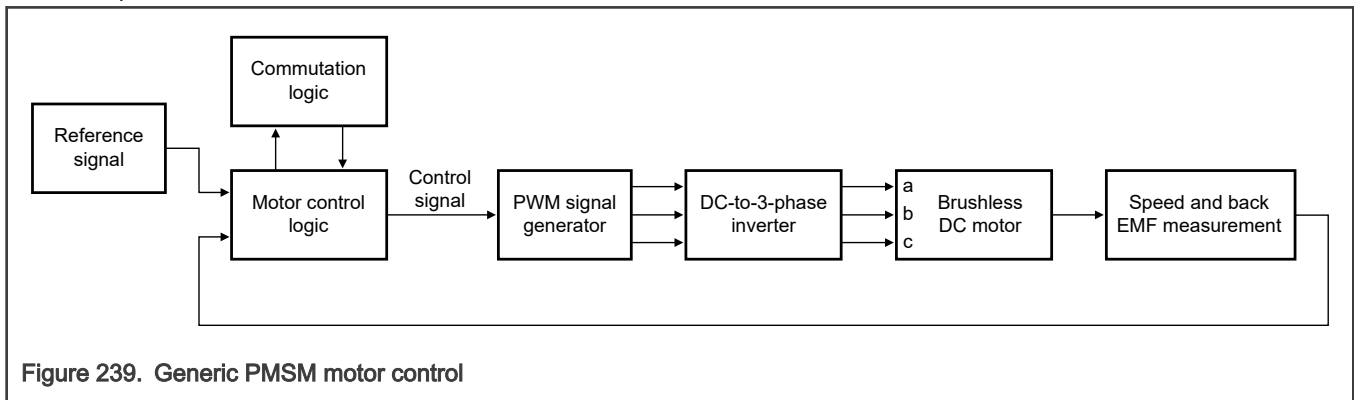 Commutation
logic
Reference
signal
Motor control
logic
Control
signal
PWM signal
generator
DC-to-3-phase
inverter
a
b
c
Brushless
DC motor
Speed and back
EMF measurement
Figure 239. Generic PMSM motor control